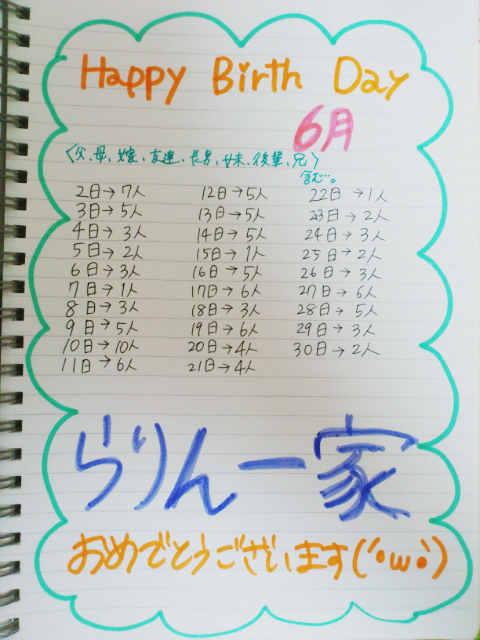 Happy Birth Day
6月
〈父、母、嫁、友達、長男、妹、後輩、兄〉
含む…。
2日→7人
3日→5人
4日→3人
5日→2人
6日→3人
7日→1人
8日→3人
9日→5人
10日→10人
11日→6人
12日→5人
13日→5人
14日→5人
15日→1人
16日→5人
17日→6人
18日→3人
19日→6人
20日→4人
21日→4人
22日→1人
23日→2人
24日→3人
25日→2人
26日→3人
27日→6人
28日→5人
29日→3人
30日→2人
らりん一家
おめでとうございます(´•ω•`)